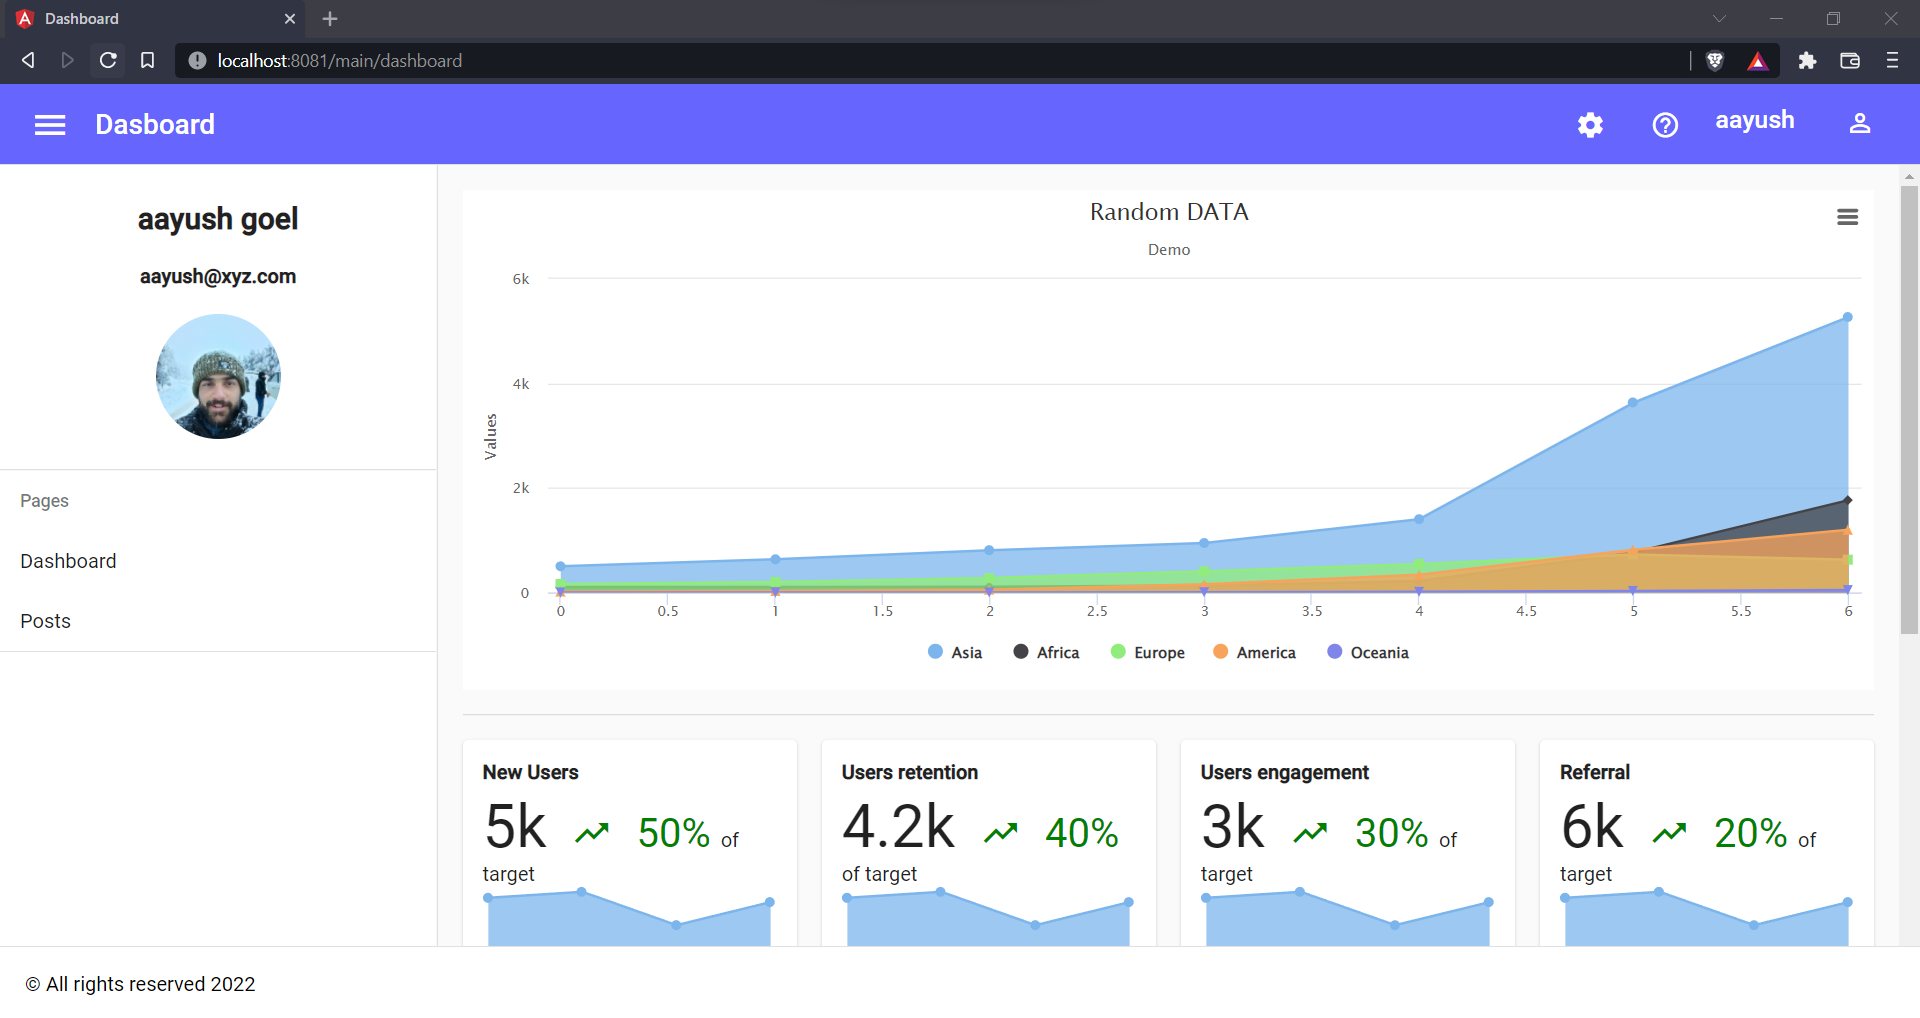 Dashboard
localhost:8081/main/dashboard
Dasboard
aayush
aayush goel
aayush@xyz.com
Pages
Dashboard
Posts
Random DATA
Demo
Values
6k
4k
2k
0
0 0.5 1 1.5 2 2.5 3 3.5 4 4.5 5 5.5 6
Asia Africa Europe America Oceania
New Users
5k 50% of
target
Users retention
4.2k 40%
of target
Users engagement
3k 30% of
target
Referral
6k 20% of
target
© All rights reserved 2022